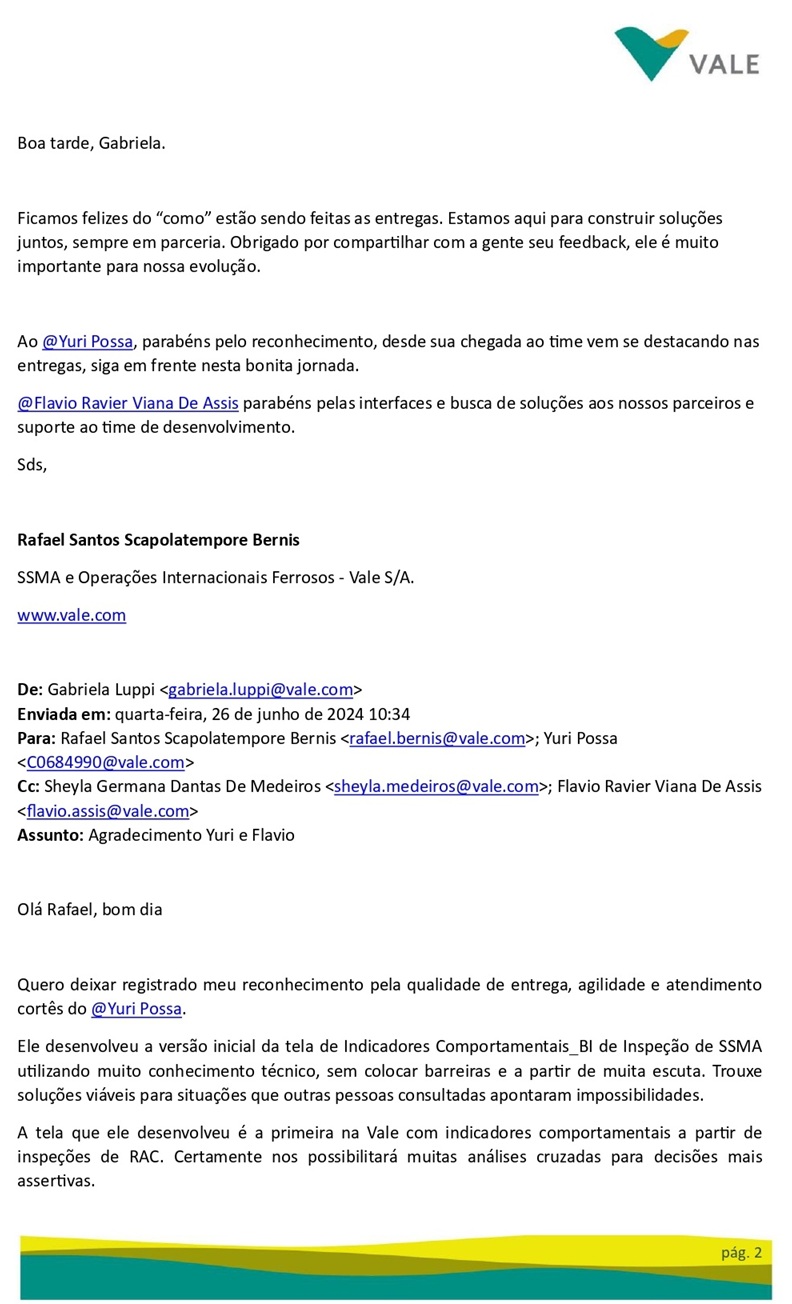 VALE
Boa tarde, Gabriela.
Ficamos felizes do “como” estão sendo feitas as entregas. Estamos aqui para construir soluções
juntos, sempre em parceria. Obrigado por compartilhar com a gente seu feedback, ele é muito
importante para nossa evolução.
Ao @Yuri Possa, parabéns pelo reconhecimento, desde sua chegada ao time vem se destacando nas
entregas, siga em frente nesta bonita jornada.
@Flavio Ravier Viana De Assis parabéns pelas interfaces e busca de soluções aos nossos parceiros e
suporte ao time de desenvolvimento.
Sds,
Rafael Santos Scapolatempore Bernis
SSMA e Operações Internacionais Ferrosos - Vale S/A.
www.vale.com
De: Gabriela Luppi <gabriela.luppi@vale.com>
Enviada em: quarta-feira, 26 de junho de 2024 10:34
Para: Rafael Santos Scapolatempore Bernis <rafael.bernis@vale.com>; Yuri Possa
<C0684990@vale.com>
Cc: Sheyla Germana Dantas De Medeiros <sheyla.medeiros@vale.com>; Flavio Ravier Viana De Assis
<flavio.assis@vale.com>
Assunto: Agradecimento Yuri e Flavio
Olá Rafael, bom dia
Quero deixar registrado meu reconhecimento pela qualidade de entrega, agilidade e atendimento
cortês do @Yuri Possa.
Ele desenvolveu a versão inicial da tela de Indicadores Comportamentais_BI de Inspeção de SSMA
utilizando muito conhecimento técnico, sem colocar barreiras e a partir de muita escuta. Trouxe
soluções viáveis para situações que outras pessoas consultadas apontaram impossibilidades.
A tela que ele desenvolveu é a primeira na Vale com indicadores comportamentais a partir de
inspeções de RAC. Certamente nos possibilitará muitas análises cruzadas para decisões mais
assertivas.
pág. 2